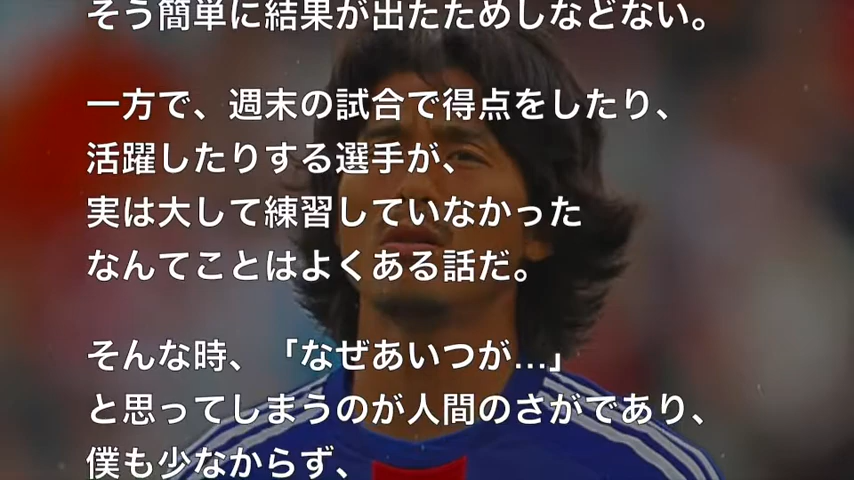 そう簡単に結果が出たためしなどない。
一方で、週末の試合で得点をしたり、
活躍したりする選手が、
実は大して練習していなかった
なんてことはよくある話だ。
そんな時、「なぜあいつが…」
と思ってしまうのが人間のさがであり、
僕も少なからず、